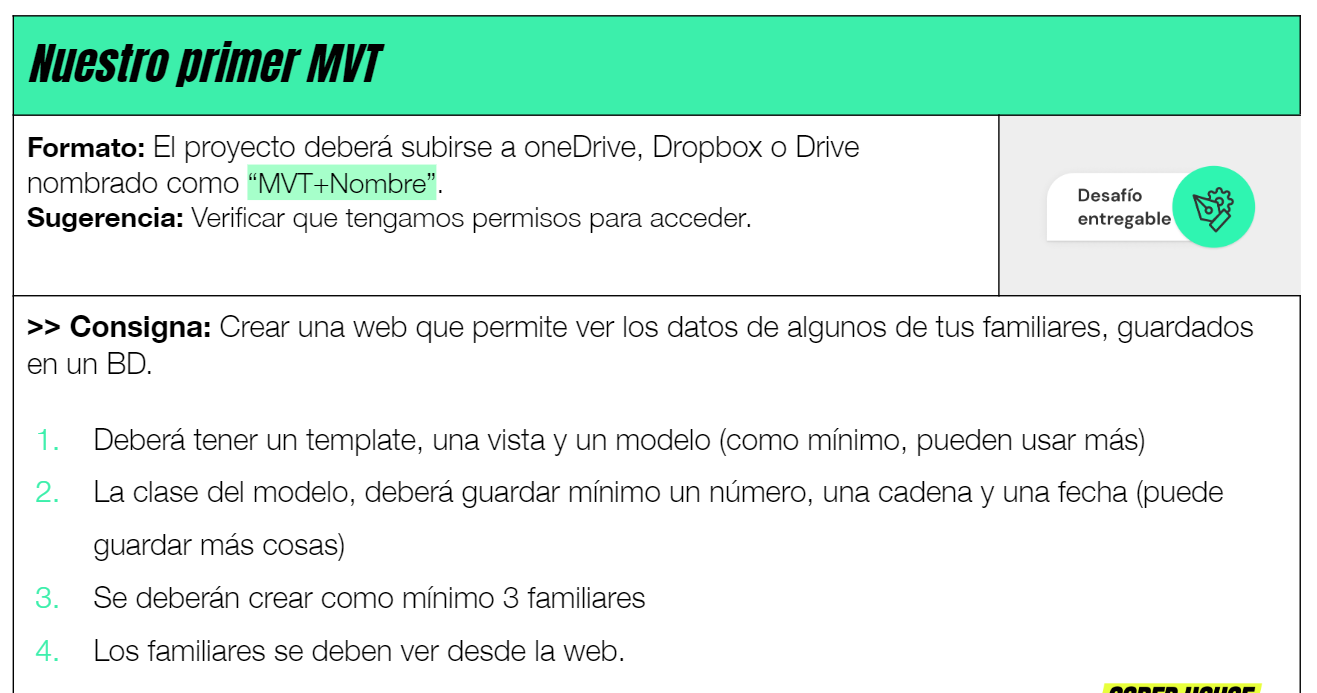 Nuestro primer MVT
Formato: El proyecto deberá subirse a oneDrive, Dropbox o Drive
nombrado como “MVT+Nombre”.
Sugerencia: Verificar que tengamos permisos para acceder.
Desafío
entregable
>> Consigna: Crear una web que permite ver los datos de algunos de tus familiares, guardados
en un BD.
1. Deberá tener un template, una vista y un modelo (como mínimo, pueden usar más)
2. La clase del modelo, deberá guardar mínimo un número, una cadena y una fecha (puede
guardar más cosas)
3. Se deberán crear como mínimo 3 familiares
4. Los familiares se deben ver desde la web.
CODER HOUSE